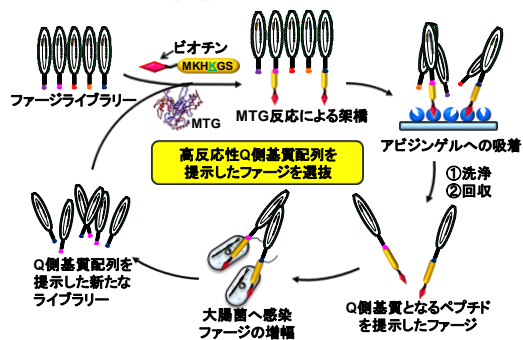 ファージライブラリー
ビオチン
MKHKGS
MTG
MTG反応による架橋
アビジンゲルへの吸着
①洗浄
②回収
高反応性Q側基質配列を
提示したファージを選抜
Q側基質となるペプチド
を提示したファージ
大腸菌へ感染
ファージの増幅
Q側基質配列を
提示した新たな
ライブラリー